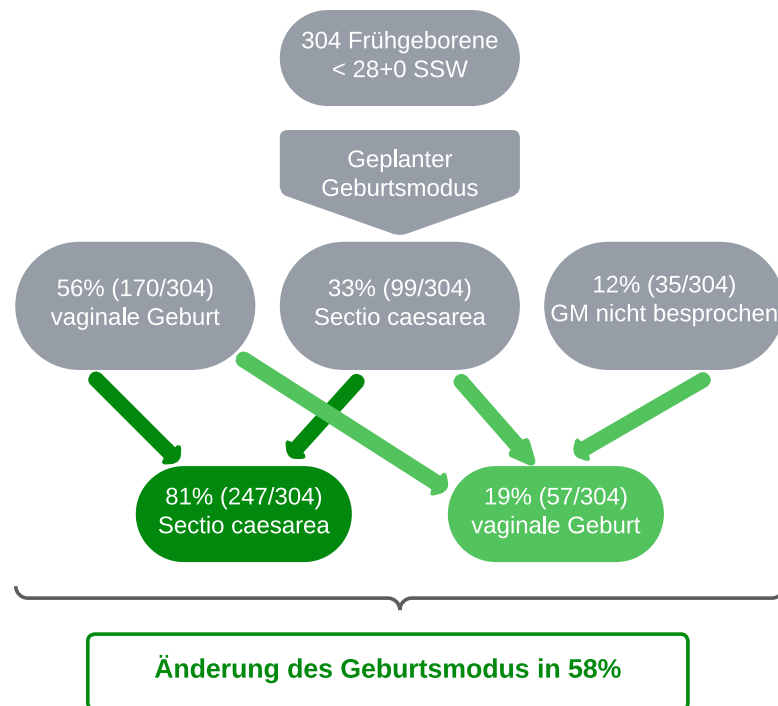 304 Frühgeborene
< 28+0 SSW
Geplanter
Geburtsmodus
56% (170/304)
vaginale Geburt
33% (99/304)
Sectio caesarea
12% (35/304)
GM nicht besprochen
81% (247/304)
Sectio caesarea
19% (57/304)
vaginale Geburt
Änderung des Geburtsmodus in 58%